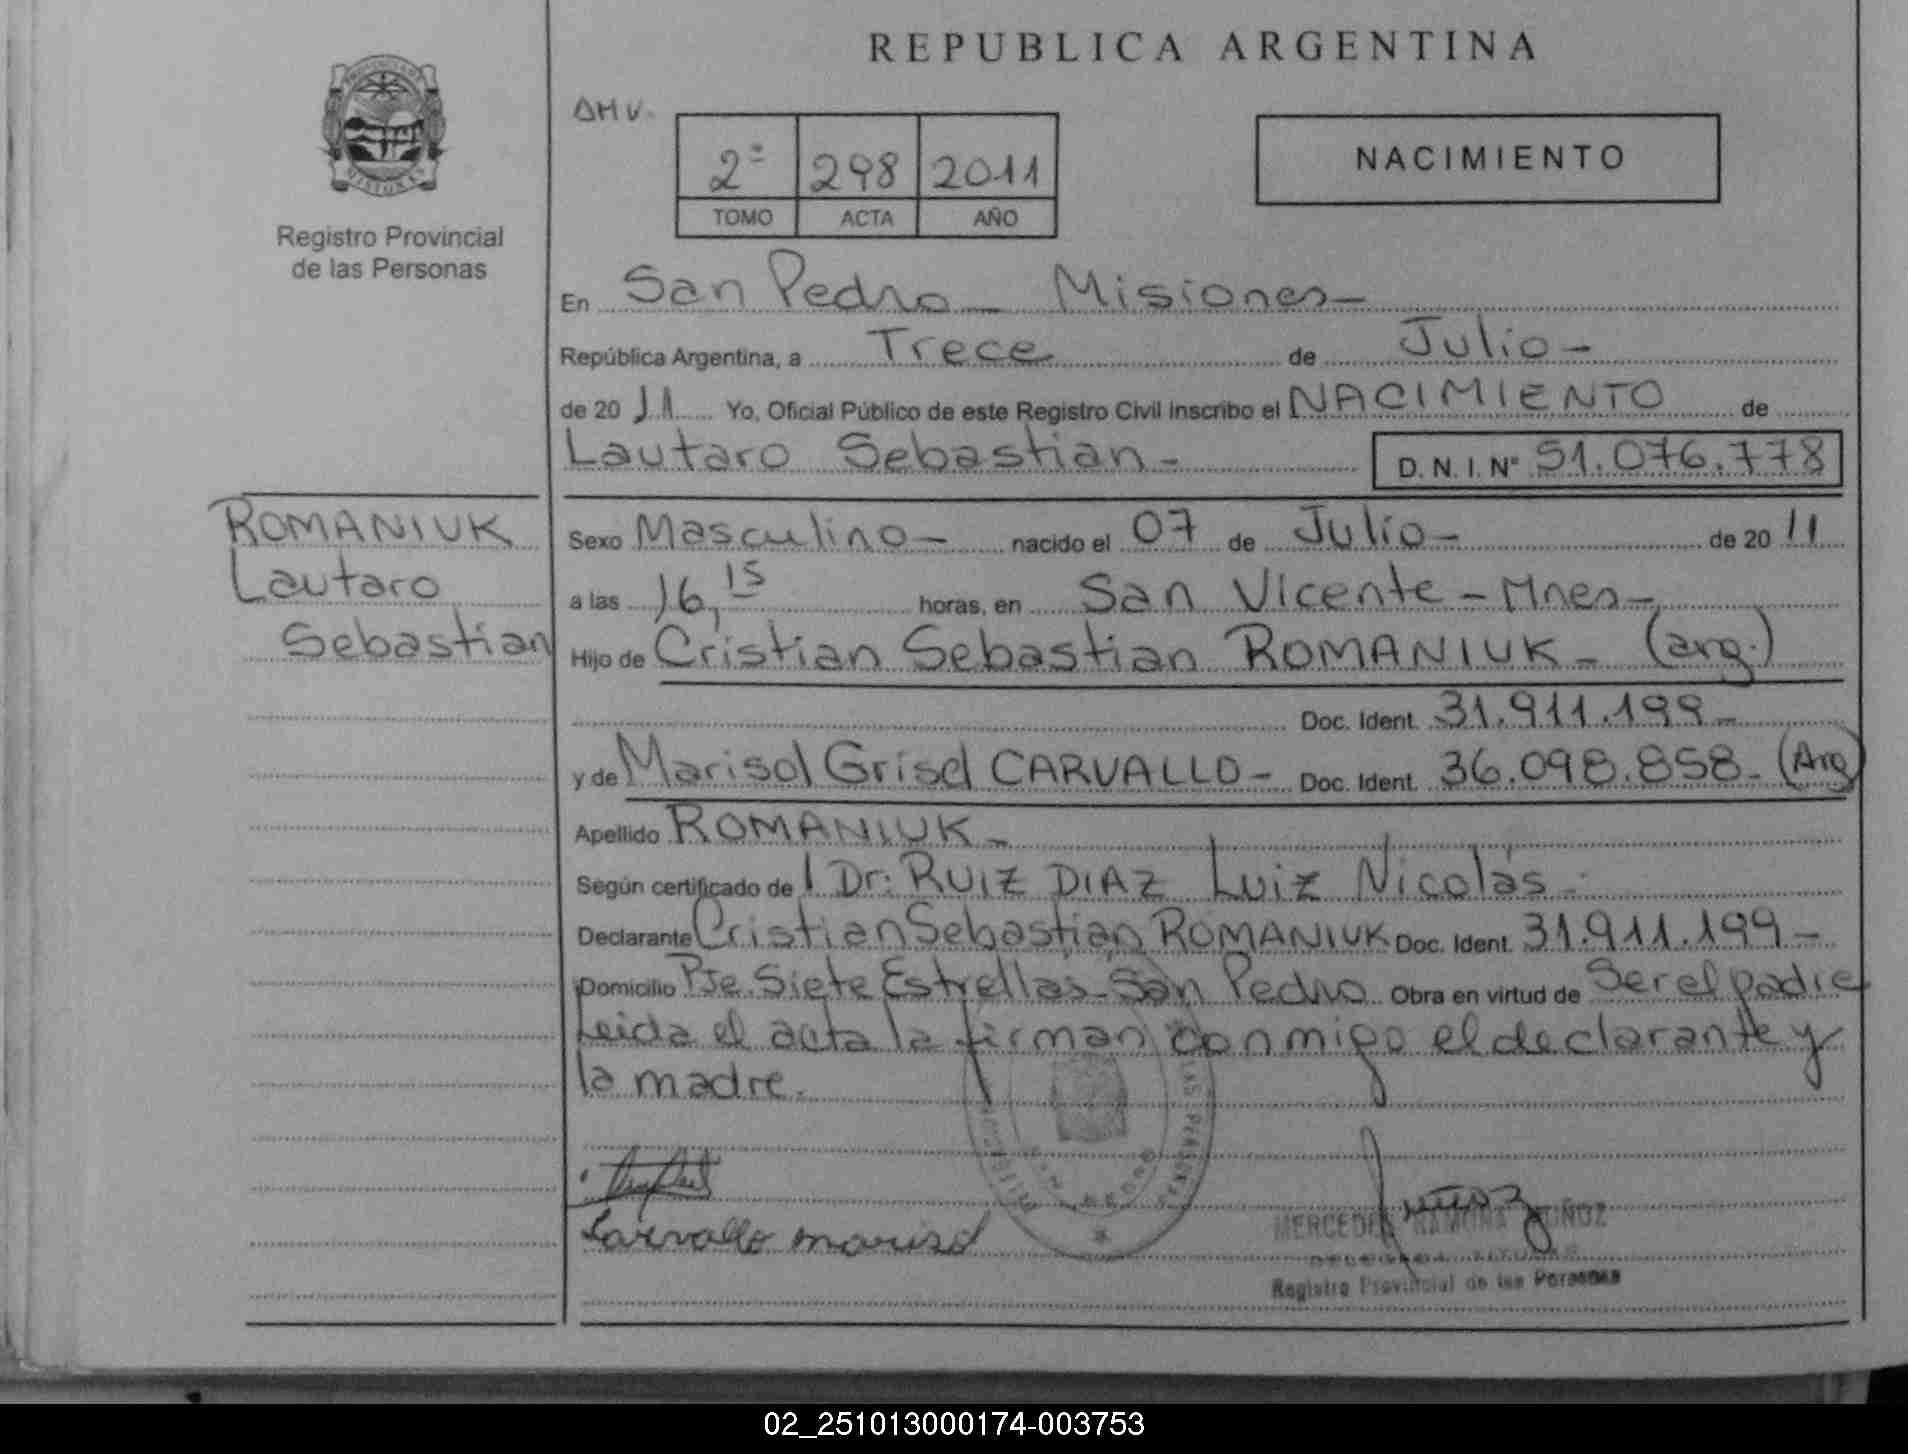 REPUBLICA ARGENTINA
PROVINCIA DE
MISIONES
Registro Provincial
de las Personas
2º 298 2011
TOMO ACTA AÑO
NACIMIENTO
En San Pedro - Misiones -
República Argentina, a Trece de Julio -
de 20 11 Yo, Oficial Público de este Registro Civil inscribo el NACIMIENTO de
Lautaro Sebastian - D. N. I. Nº 51.076.778
ROMANIUK
Lautaro
Sebastian
Sexo Masculino - nacido el 07 de Julio - de 20 11
a las 16,15 horas, en San Vicente - Mnes -
Hijo de Cristian Sebastian ROMANIUK - (arg.)
Doc. Ident. 31.911.199 -
y de Marisol Grisel CARVALLO - Doc. Ident. 36.098.858 - (Arg)
Apellido ROMANIUK -
Según certificado de Dr: RUIZ DIAZ Luiz Nicolás -
Declarante Cristian Sebastian ROMANIUK Doc. Ident. 31.911.199 -
Domicilio Pje. Siete Estrellas - San Pedro Obra en virtud de Ser el padre
Leida el acta la firman conmigo el declarante y
la madre.
LAS PERSONAS
Carvallo marisol
MERCEDES RAMONA MUÑOZ
Registro Provincial de las Personas
02_251013000174-003753